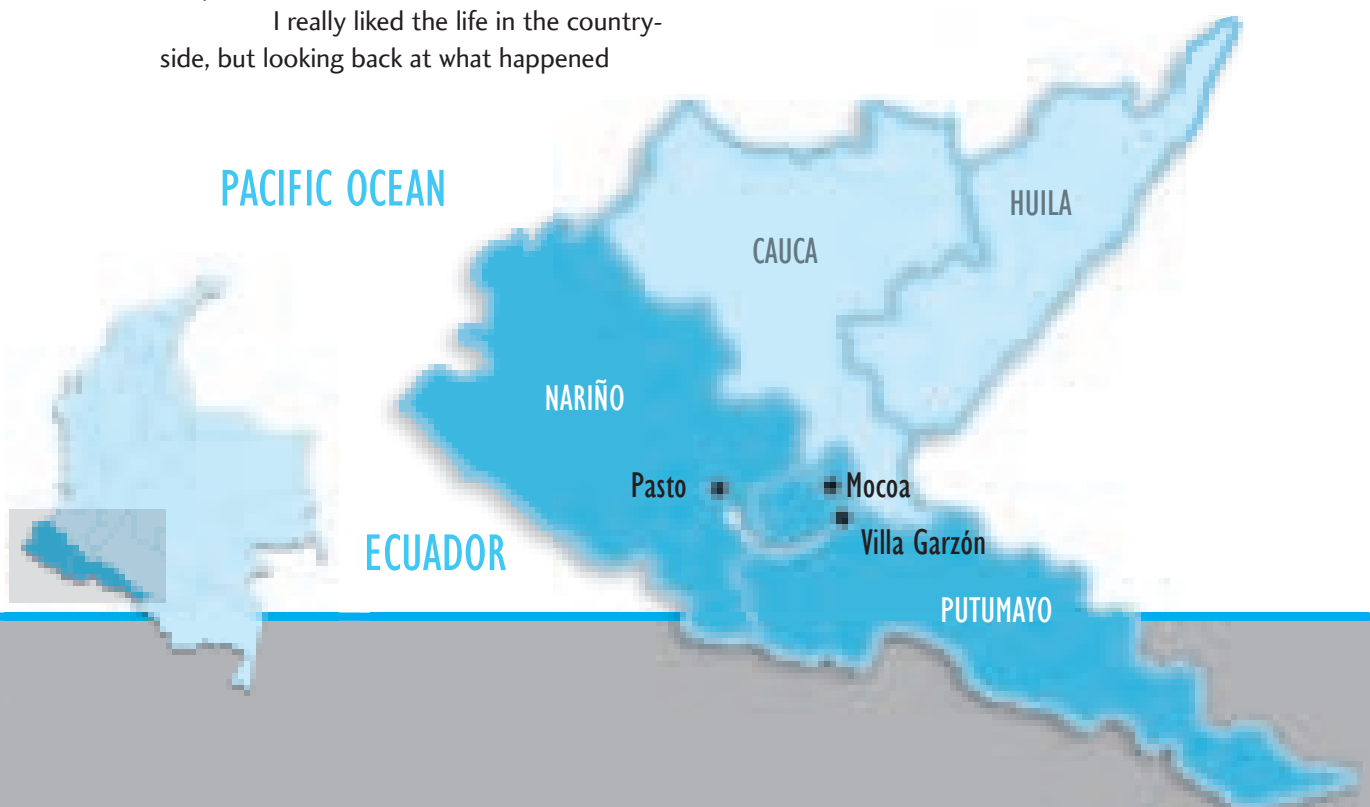 I really liked the life in the country-
side, but looking back at what happened
PACIFIC OCEAN
HUILA
CAUCA
NARIÑO
Pasto
Mocoa
Villa Garzón
ECUADOR
PUTUMAYO